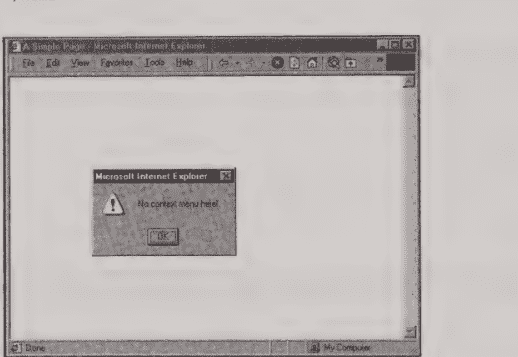 A Simple Page - Microsoft Internet Explorer
File Edit View Favorites Tools Help
Microsoft Internet Explorer
No context menu here!
OK
Done
My Computer